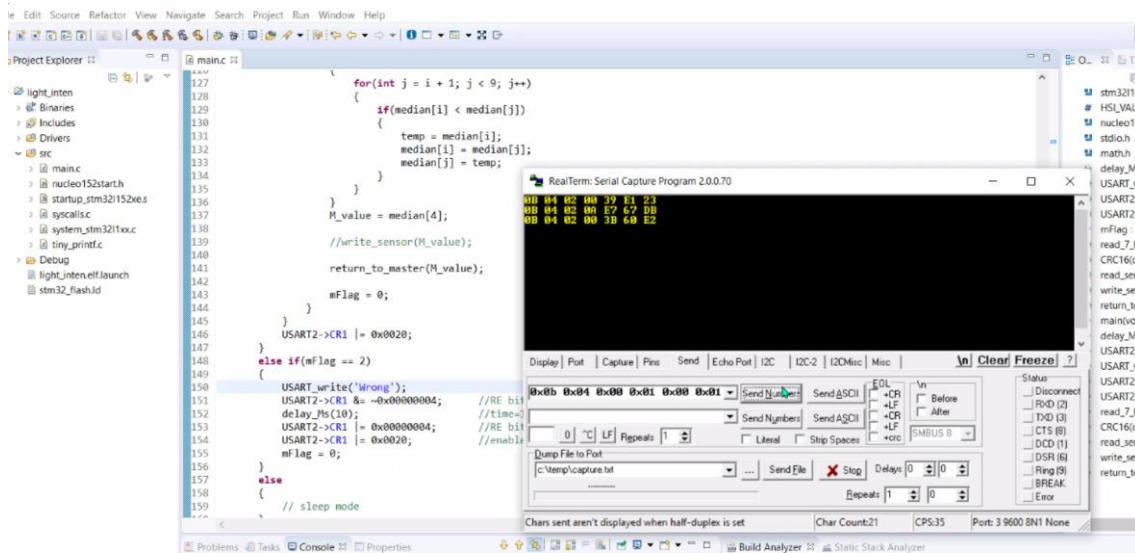 Edit Source Refactor View Navigate Search Project Run Window Help
Project Explorer
main.c
light_inten
Binaries
Includes
Drivers
src
main.c
nucleo152start.h
startup_stm32l152xe.s
syscalls.c
system_stm32l1xx.c
tiny_printf.c
Debug
light_inten.elf.launch
stm32_flash.ld
127 for(int j = i + 1; j < 9; j++)
128 {
129 if(median[i] < median[j])
130 {
131 temp = median[i];
132 median[i] = median[j];
133 median[j] = temp;
134 }
135 }
136 }
137 M_value = median[4];
138
139 //write_sensor(M_value);
140
141 return_to_master(M_value);
142
143 mFlag = 0;
144 }
145 }
146 USART2->CR1 |= 0x0020;
147 }
148 else if(mFlag == 2)
149 {
150 USART_write('Wrong');
151 USART2->CR1 &= ~0x00000004; //RE bit
152 delay_Ms(10); //time=
153 USART2->CR1 |= 0x00000004; //RE bit
154 USART2->CR1 |= 0x0020; //enable
155 mFlag = 0;
156 }
157 else
158 {
159 // sleep mode
RealTerm: Serial Capture Program 2.0.0.70
0B 04 02 00 39 E1 23
0B 04 02 0A E7 67 DB
0B 04 02 00 3B 60 E2
Display Port Capture Pins Send Echo Port I2C I2C-2 I2CMisc Misc \n Clear Freeze ?
0x0b 0x04 0x00 0x01 0x00 0x01 Send Numbers Send ASCII
Send Numbers Send ASCII
EOL
+CR
+LF
+CR
+LF
+crc
\n
Before
After
SMBUS 8
0 ^C LF Repeats 1 Literal Strip Spaces
Dump File to Port
c:\temp\capture.txt ... Send File Stop Delays 0 0
Repeats 1 0
Status
Disconnect
RXD (2)
TXD (3)
CTS (8)
DCD (1)
DSR (6)
Ring (9)
BREAK
Error
Chars sent aren't displayed when half-duplex is set Char Count:21 CPS:35 Port: 3 9600 8N1 None
O..
stm32l1
HSI_VAL
nucleo1
stdio.h
math.h
delay_M
USART_
USART2
USART2
mFlag :
read_7_
CRC16(
read_se
write_se
return_t
main(vo
delay_M
USART2
USART_
USART2
read_7_
CRC16(
read_se
write_se
return_t
Problems Tasks Console Properties
Build Analyzer Static Stack Analyzer